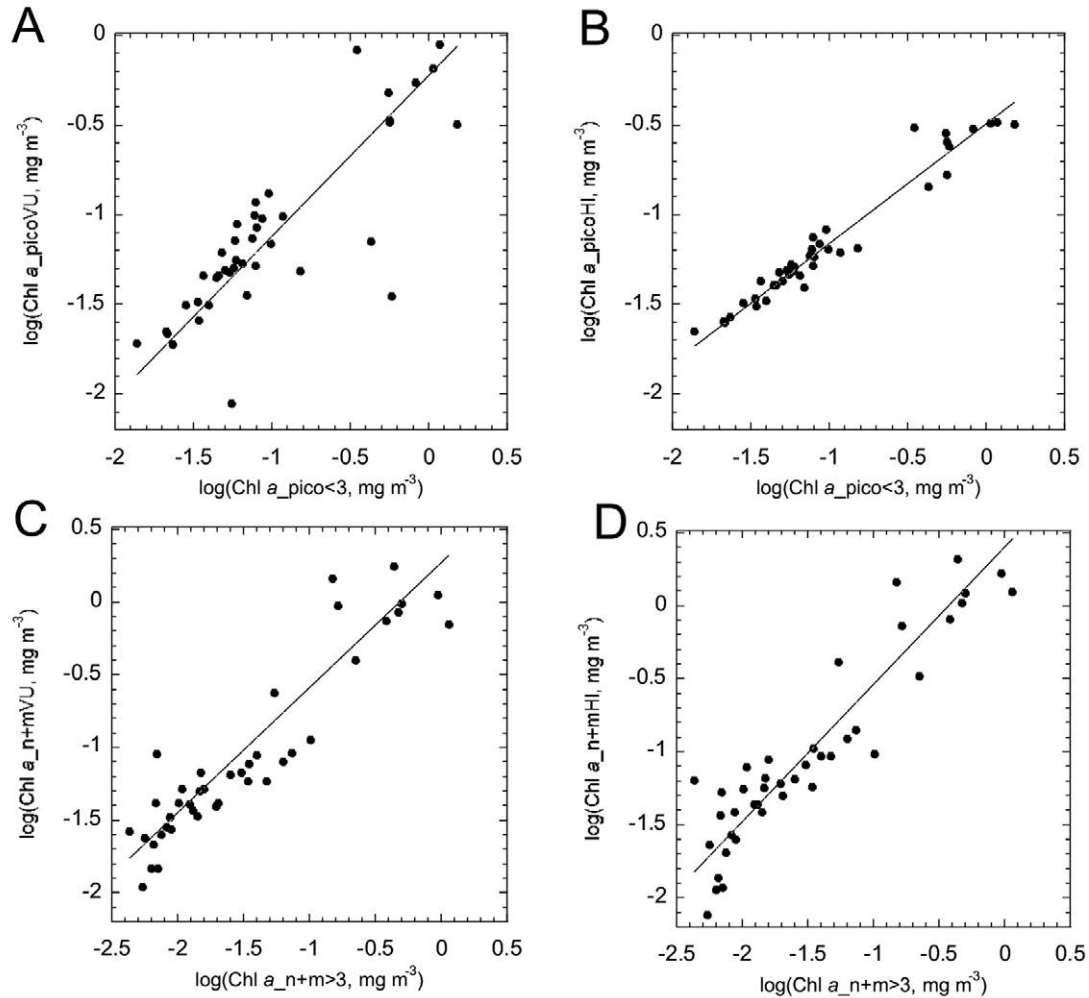 A
0
-0.5
-1
-1.5
-2
log(Chl a_picoVU, mg m-3)
-2 -1.5 -1 -0.5 0 0.5
log(Chl a_pico<3, mg m-3)
B
0
-0.5
-1
-1.5
-2
log(Chl a_picoHI, mg m-3)
-2 -1.5 -1 -0.5 0 0.5
log(Chl a_pico<3, mg m-3)
C
0.5
0
-0.5
-1
-1.5
-2
log(Chl a_n+mVU, mg m-3)
-2.5 -2 -1.5 -1 -0.5 0 0.5
log(Chl a_n+m>3, mg m-3)
D
0.5
0
-0.5
-1
-1.5
-2
log(Chl a_n+mHI, mg m-3)
-2.5 -2 -1.5 -1 -0.5 0 0.5
log(Chl a_n+m>3, mg m-3)